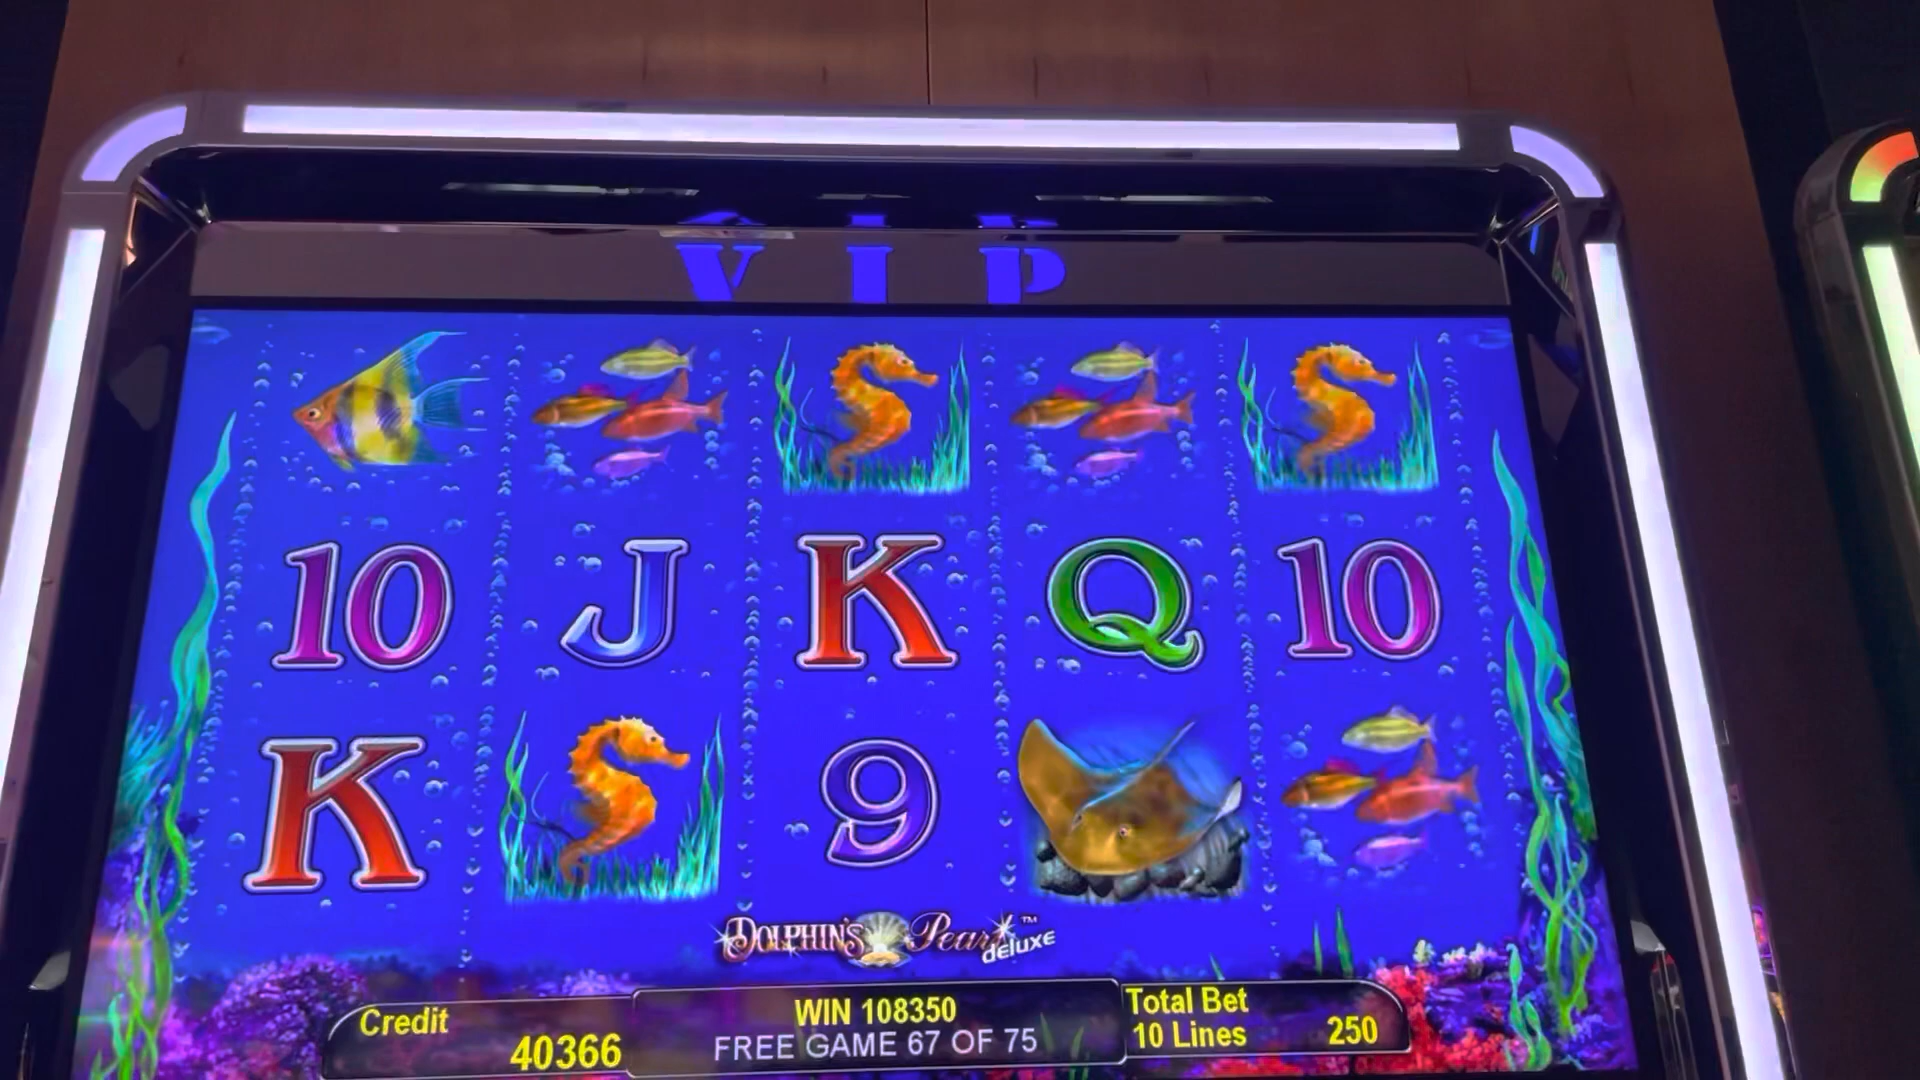 VIP
10 J K Q 10
K 9
DOLPHIN'S Pearl™
deluxe
Credit
40366
WIN 108350
FREE GAME 67 OF 75
Total Bet
10 Lines 250